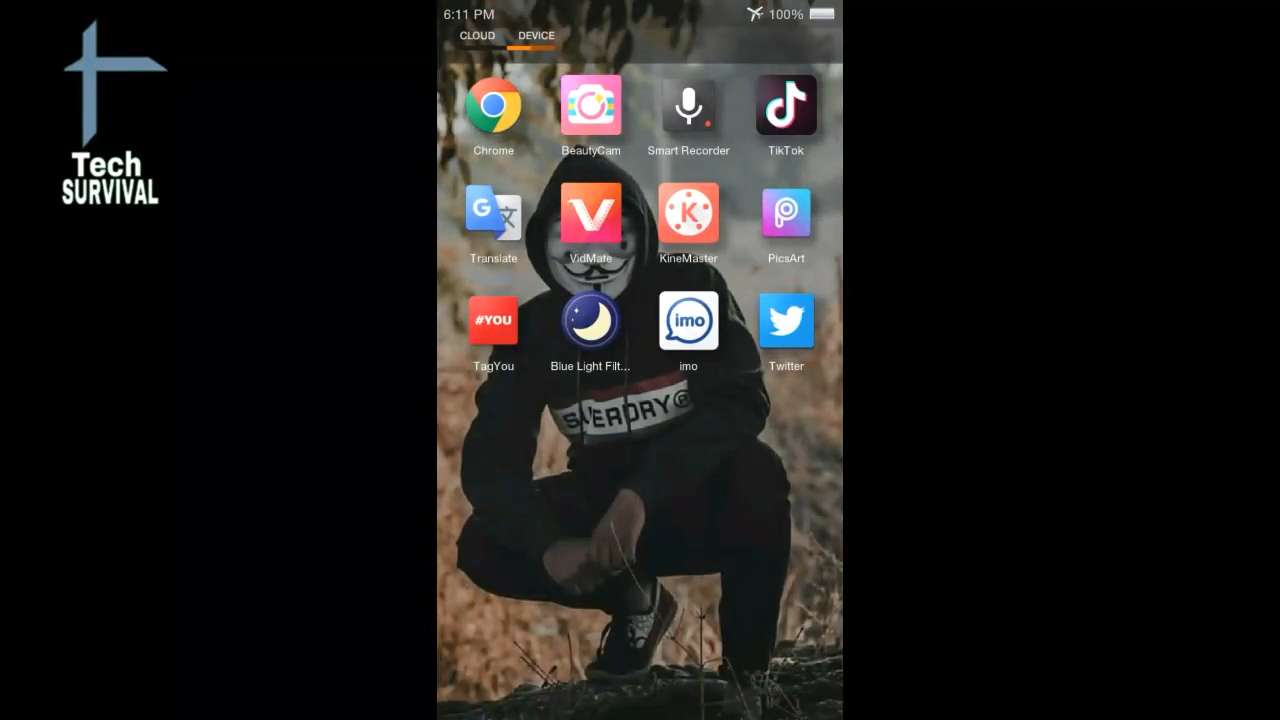 Tech
SURVIVAL
6:11 PM
100%
CLOUD DEVICE
Chrome
BeautyCam
Smart Recorder
TikTok
G
Translate
VidMate
K
KineMaster
PicsArt
#YOU
TagYou
Blue Light Filt...
imo
imo
Twitter